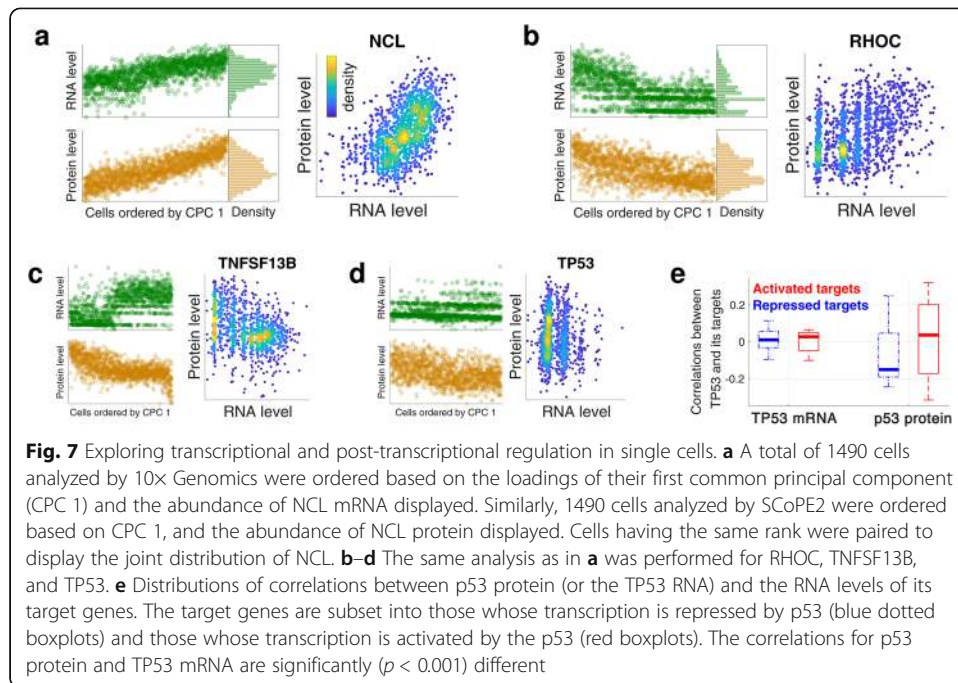 a
NCL
RNA level
Protein level
Cells ordered by CPC 1
Density
density
Protein level
RNA level
b
RHOC
RNA level
Protein level
Cells ordered by CPC 1
Density
Protein level
RNA level
c
TNFSF13B
RNA level
Protein level
Cells ordered by CPC 1
Protein level
RNA level
d
TP53
RNA level
Protein level
Cells ordered by CPC 1
Protein level
RNA level
e
Activated targets
Repressed targets
Correlations between
TP53 and its targets
0.2
0
-0.2
TP53 mRNA
p53 protein
Fig. 7 Exploring transcriptional and post-transcriptional regulation in single cells. a A total of 1490 cells
analyzed by 10× Genomics were ordered based on the loadings of their first common principal component
(CPC 1) and the abundance of NCL mRNA displayed. Similarly, 1490 cells analyzed by SCoPE2 were ordered
based on CPC 1, and the abundance of NCL protein displayed. Cells having the same rank were paired to
display the joint distribution of NCL. b–d The same analysis as in a was performed for RHOC, TNFSF13B,
and TP53. e Distributions of correlations between p53 protein (or the TP53 RNA) and the RNA levels of its
target genes. The target genes are subset into those whose transcription is repressed by p53 (blue dotted
boxplots) and those whose transcription is activated by the p53 (red boxplots). The correlations for p53
protein and TP53 mRNA are significantly (p < 0.001) different